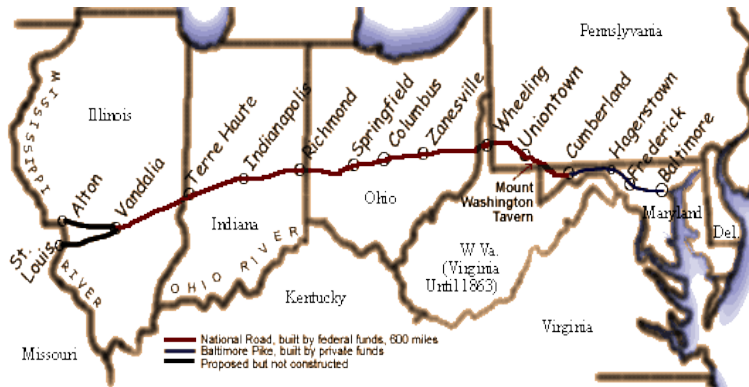 Pennslyvania
MISSISSIPPI
Illinois
Alton
Vandalia
Terre Haute
Indianapolis
Richmond
Springfield
Columbus
Zanesville
Wheeling
Uniontown
Cumberland
Hagerstown
Frederick
Baltimore
Mount
Washington
Tavern
Ohio
Maryland
Indiana
St.
Louis
RIVER
OHIO RIVER
W Va.
(Virginia
Until 1863)
Del.
Kentucky
Virginia
Missouri
National Road, built by federal funds, 600 miles
Baltimore Pike, built by private funds
Proposed but not constructed